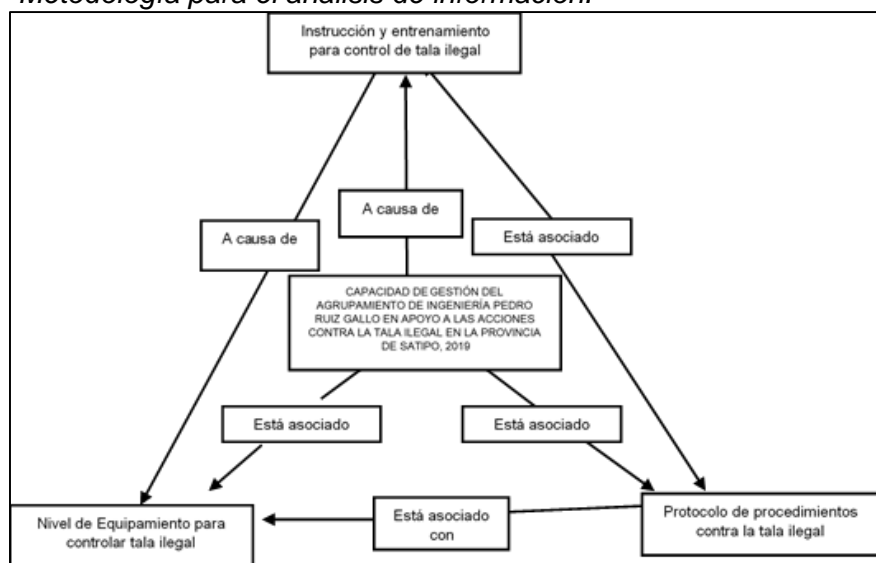 Metodología para el análisis de información.
Instrucción y entrenamiento
para control de tala ilegal
A causa de
A causa de
Está asociado
CAPACIDAD DE GESTIÓN DEL
AGRUPAMIENTO DE INGENIERÍA PEDRO
RUIZ GALLO EN APOYO A LAS ACCIONES
CONTRA LA TALA ILEGAL EN LA PROVINCIA
DE SATIPO, 2019
Está asociado
Está asociado
Nivel de Equipamiento para
controlar tala ilegal
Está asociado
con
Protocolo de procedimientos
contra la tala ilegal